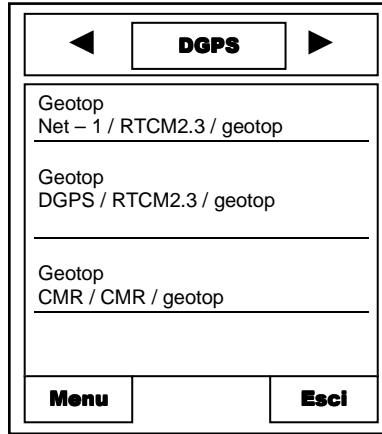 DGPS
Geotop
Net – 1 / RTCM2.3 / geotop
Geotop
DGPS / RTCM2.3 / geotop
Geotop
CMR / CMR / geotop
Menu
Esci